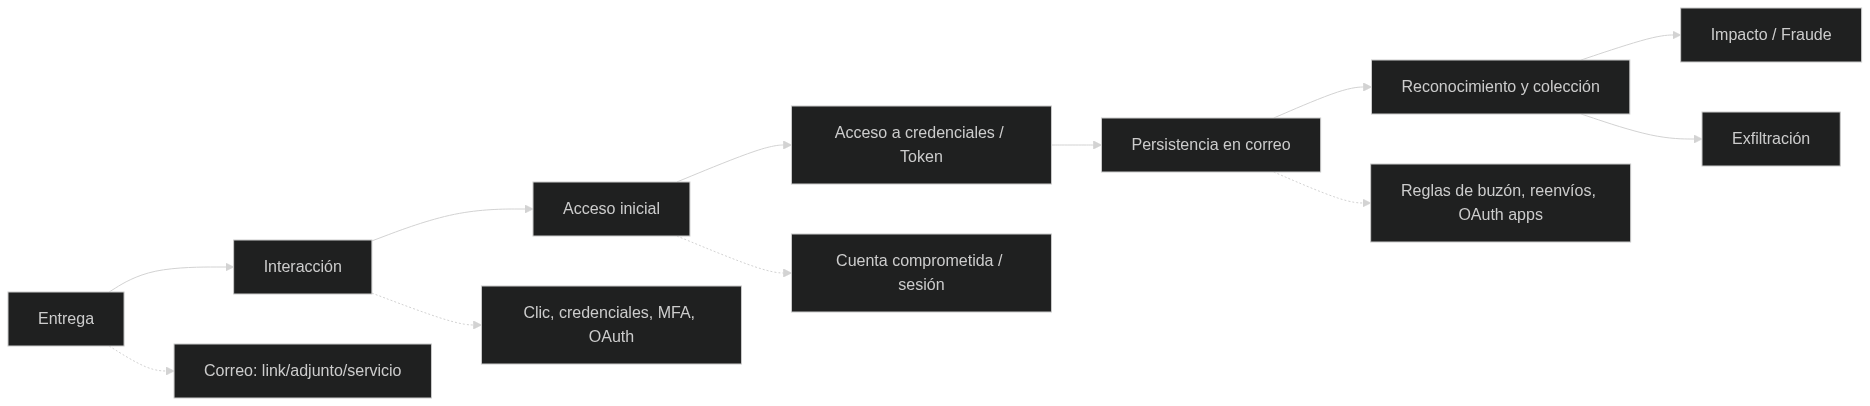 Entrega
Correo: link/adjunto/servicio
Interacción
Clic, credenciales, MFA,
OAuth
Acceso inicial
Acceso a credenciales /
Token
Cuenta comprometida /
sesión
Persistencia en correo
Reconocimiento y colección
Reglas de buzón, reenvíos,
OAuth apps
Impacto / Fraude
Exfiltración